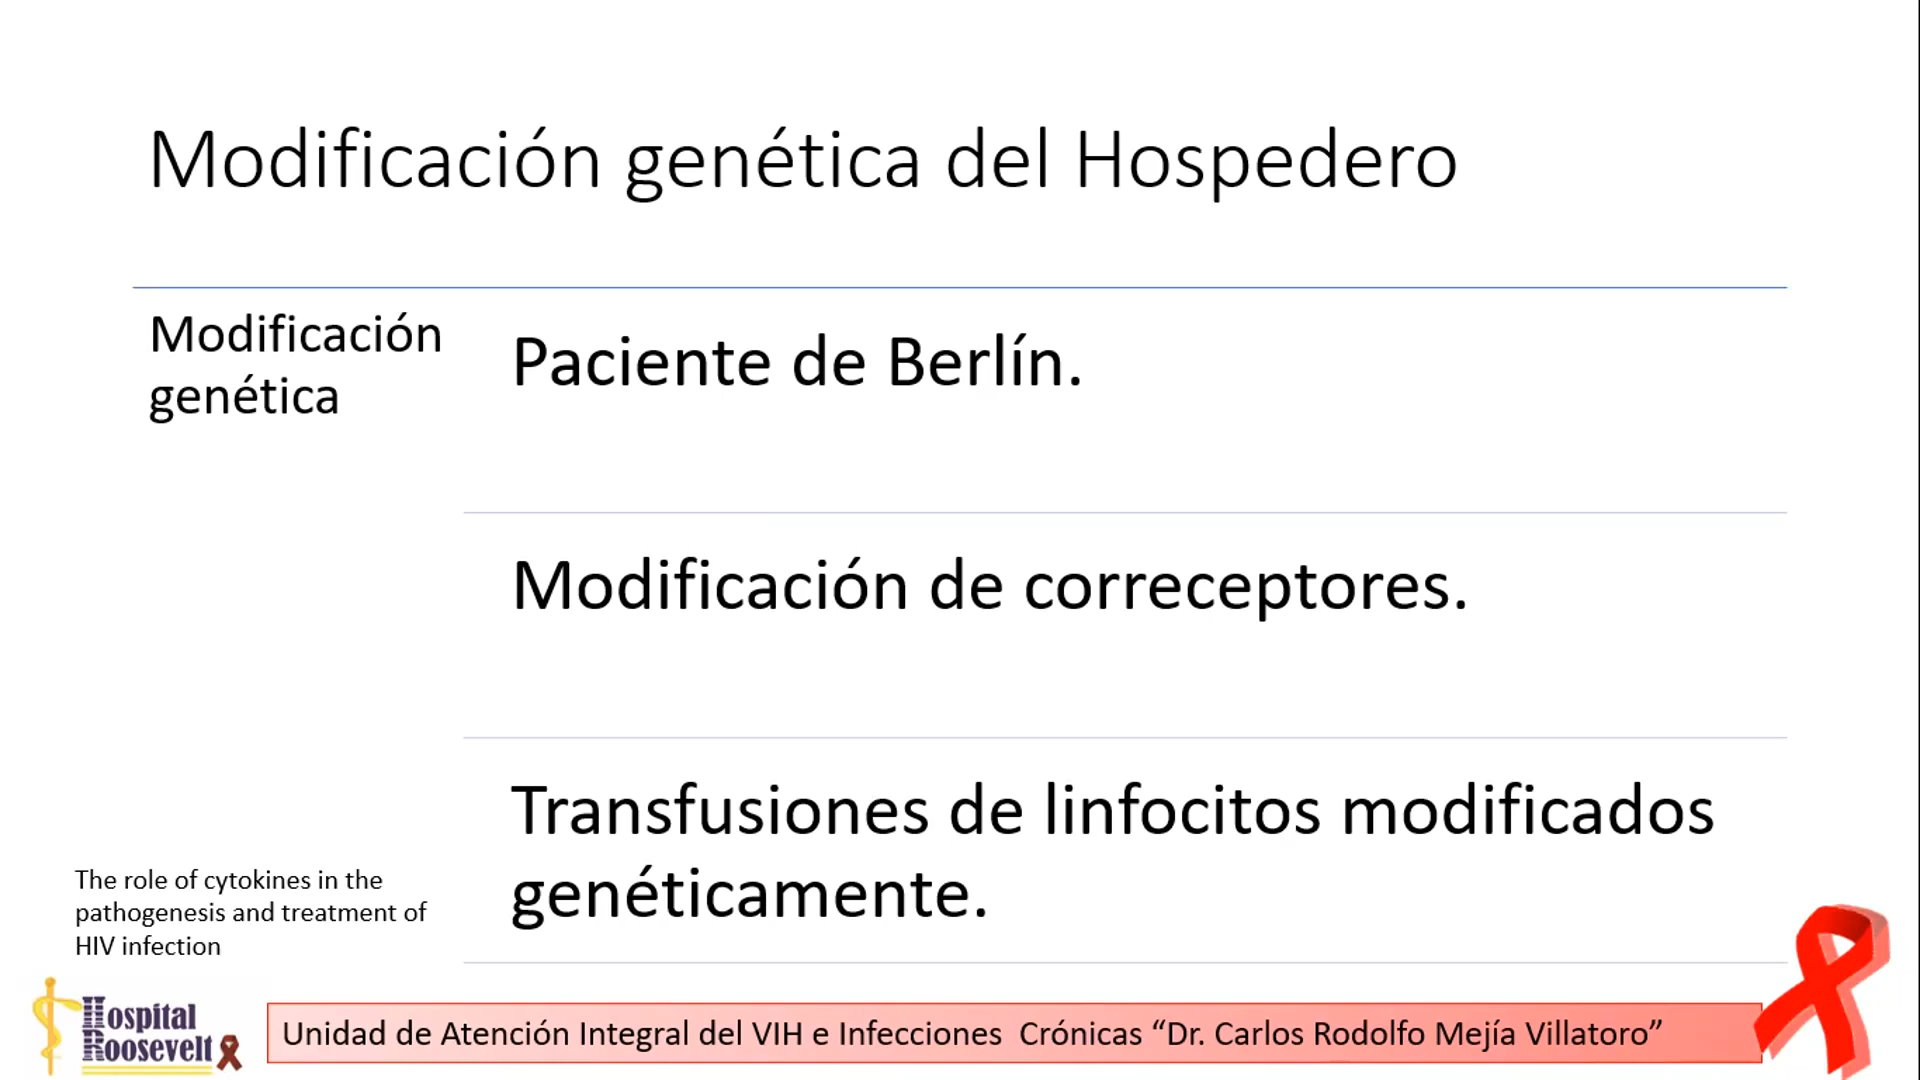 Modificación genética del Hospedero
Modificación
genética
Paciente de Berlín.
Modificación de correceptores.
Transfusiones de linfocitos modificados
genéticamente.
The role of cytokines in the
pathogenesis and treatment of
HIV infection
Hospital
Roosevelt
Unidad de Atención Integral del VIH e Infecciones  Crónicas “Dr. Carlos Rodolfo Mejía Villatoro”